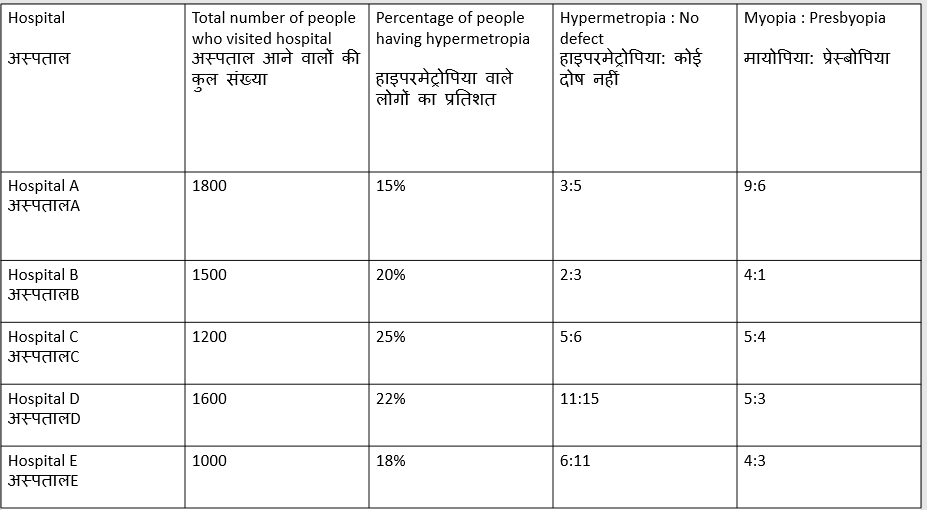 Hospital
अस्पताल
Total number of people
who visited hospital
अस्पताल आने वालों की
कुल संख्या
Percentage of people
having hypermetropia
हाइपरमेट्रोपिया वाले
लोगों का प्रतिशत
Hypermetropia : No
defect
हाइपरमेट्रोपिया: कोई
दोष नहीं
Myopia : Presbyopia
मायोपिया: प्रेस्बोपिया
Hospital A
अस्पतालA
1800
15%
3:5
9:6
Hospital B
अस्पतालB
1500
20%
2:3
4:1
Hospital C
अस्पतालC
1200
25%
5:6
5:4
Hospital D
अस्पतालD
1600
22%
11:15
5:3
Hospital E
अस्पतालE
1000
18%
6:11
4:3